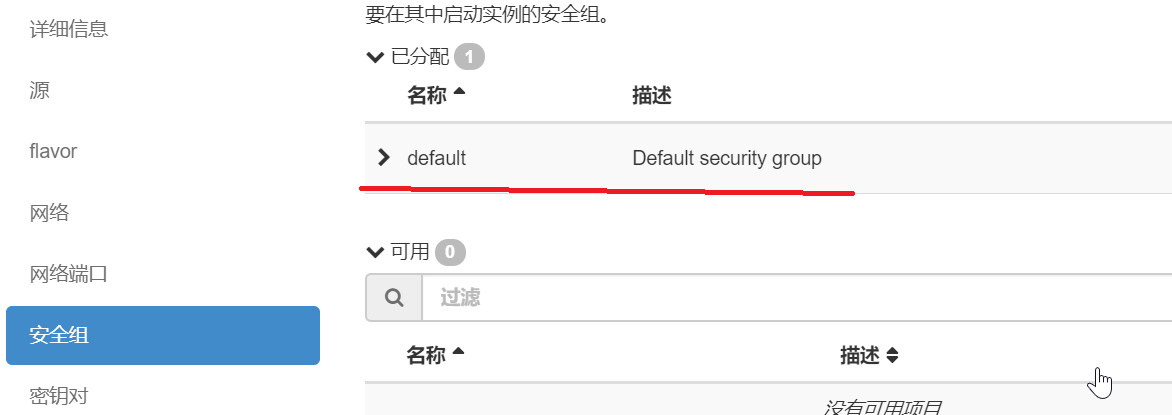 详细信息
源
flavor
网络
网络端口
安全组
密钥对
要在其中启动实例的安全组。
已分配 1
名称 描述
default Default security group
可用 0
过滤
名称 描述
没有可用项目